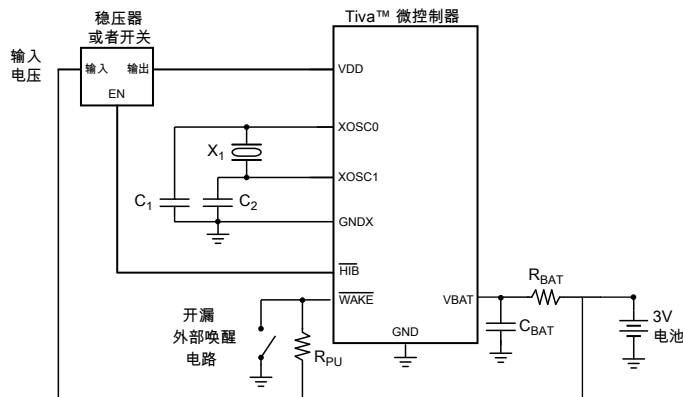 Tiva™ 微控制器
稳压器
或者开关
输入
电压
输入 输出
EN
VDD
XOSC0
X1
XOSC1
C1
C2
GNDX
HIB
WAKE
VBAT
RBAT
开漏
外部唤醒
电路
RPU
GND
CBAT
3V
电池